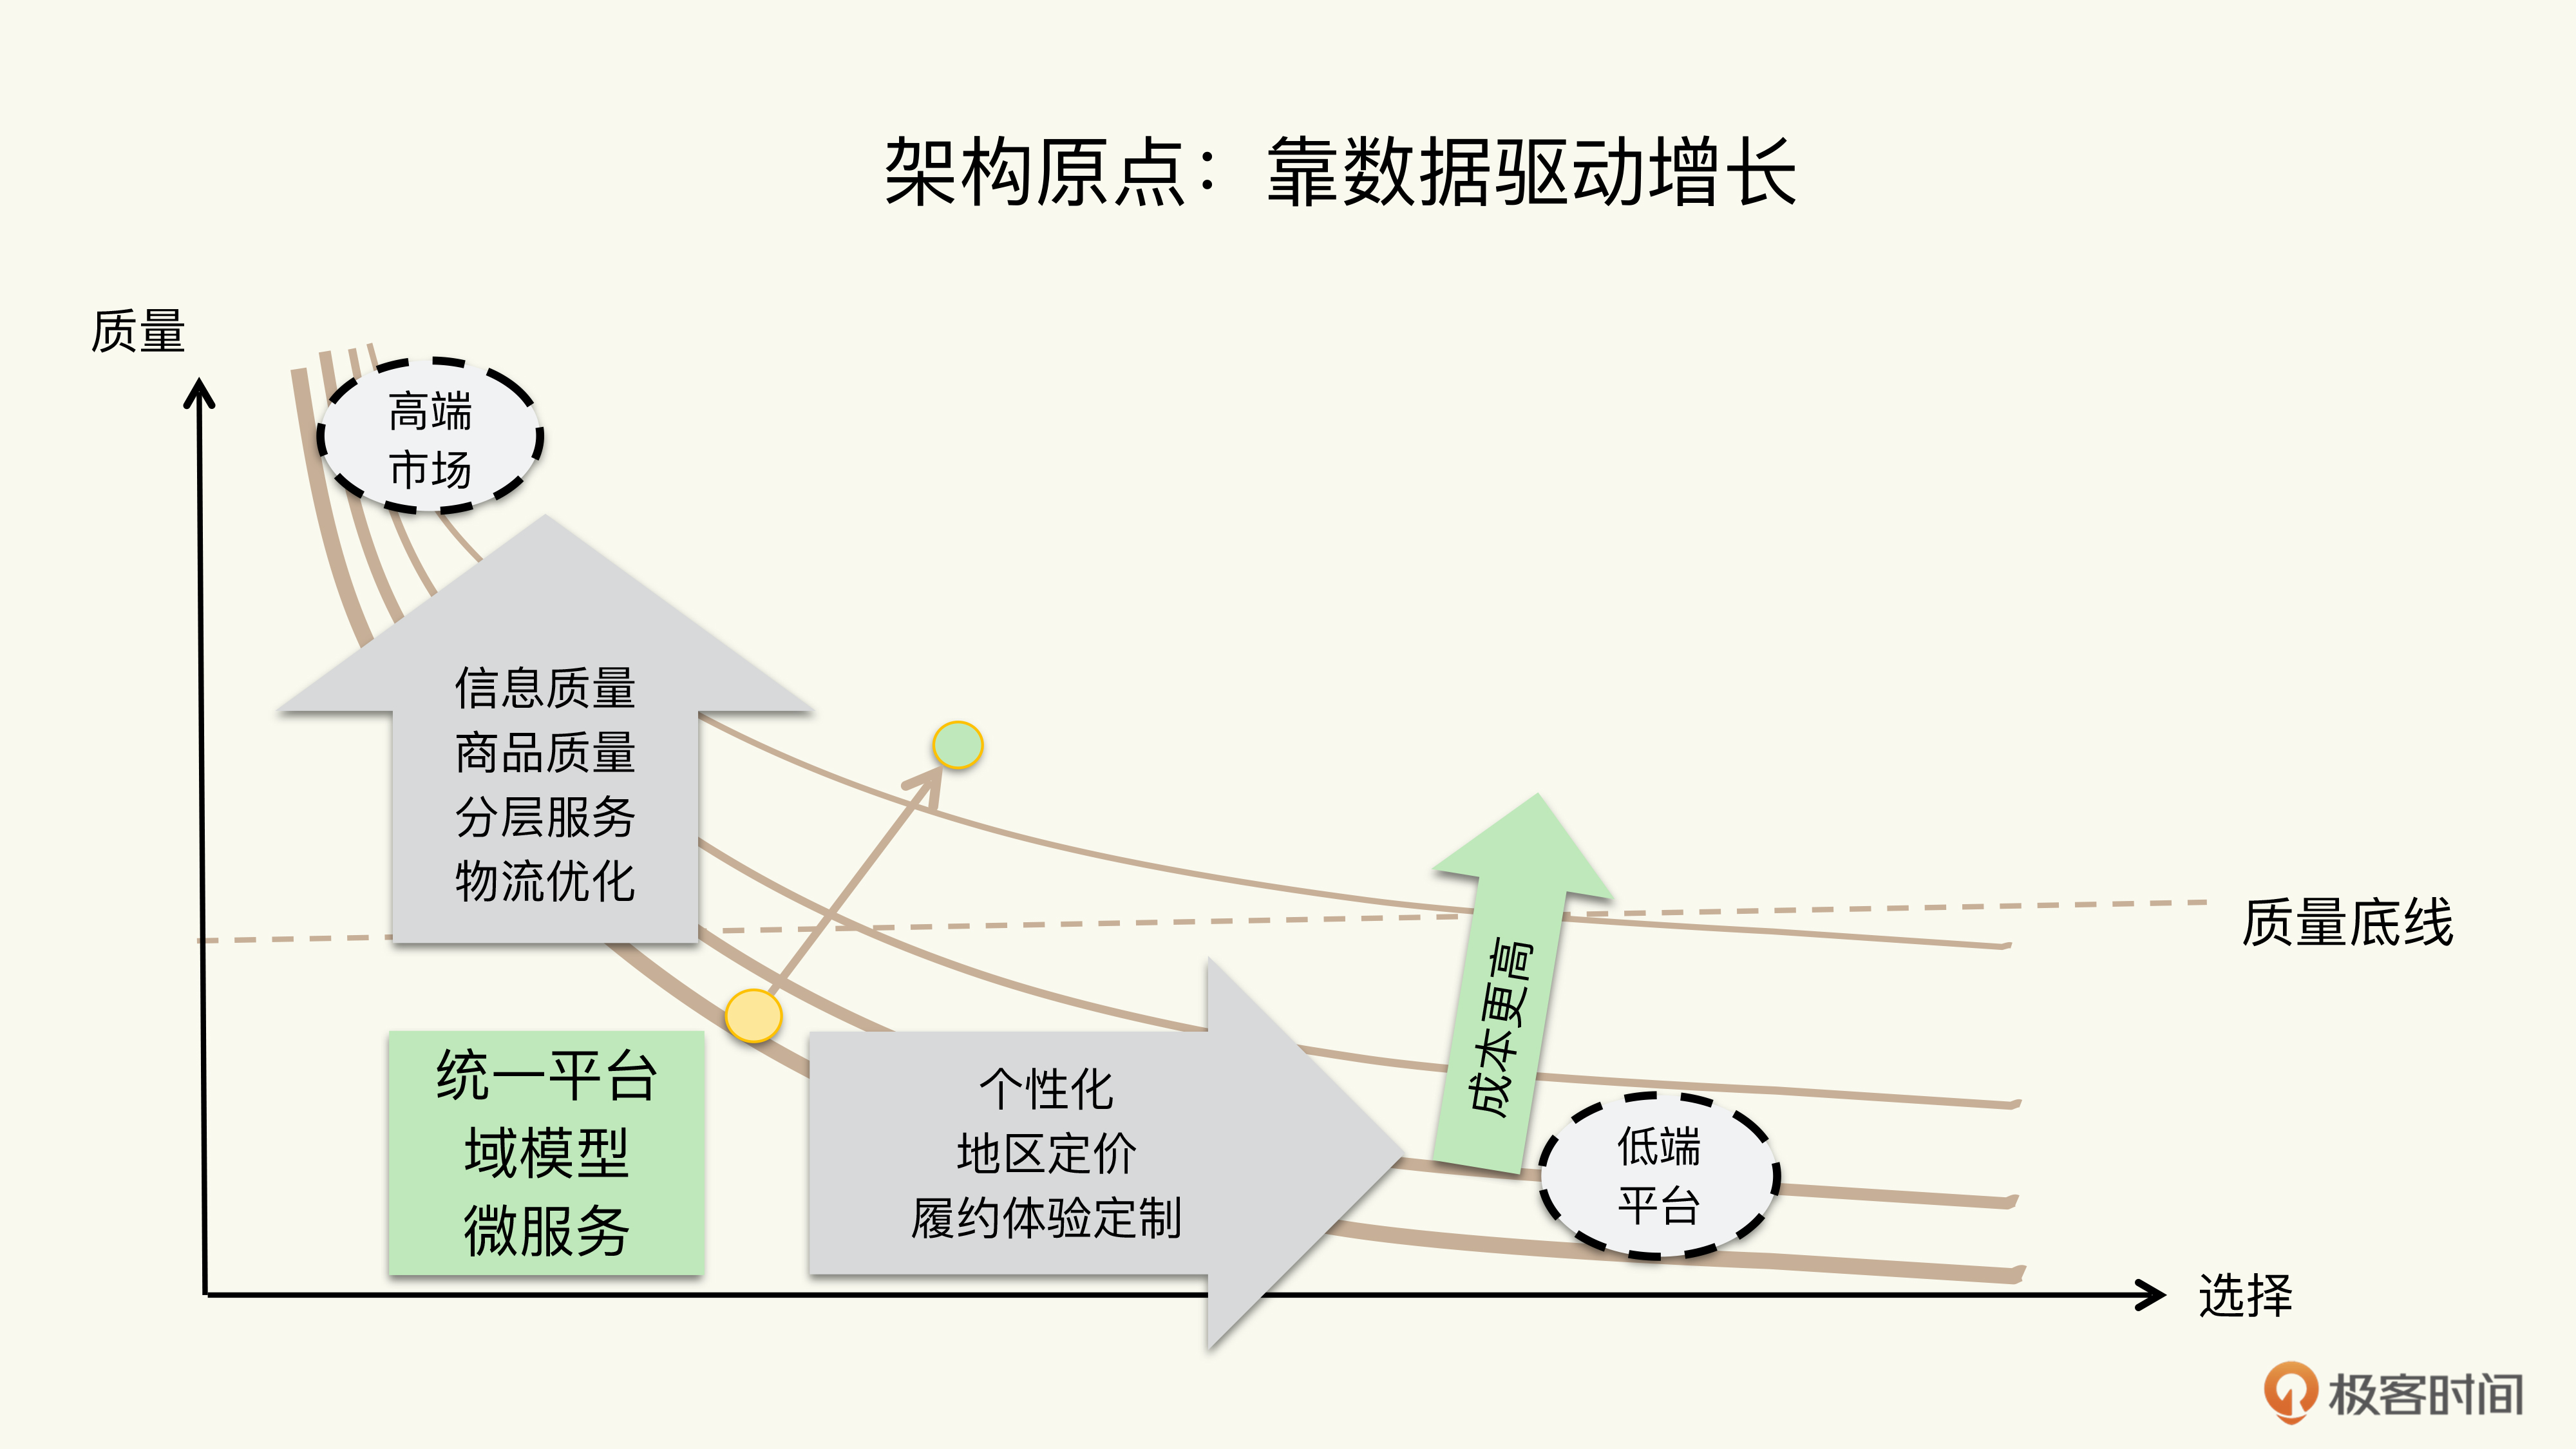 架构原点：靠数据驱动增长
质量
高端
市场
信息质量
商品质量
分层服务
物流优化
质量底线
成本更高
统一平台
域模型
微服务
个性化
地区定价
履约体验定制
低端
平台
选择
极客时间